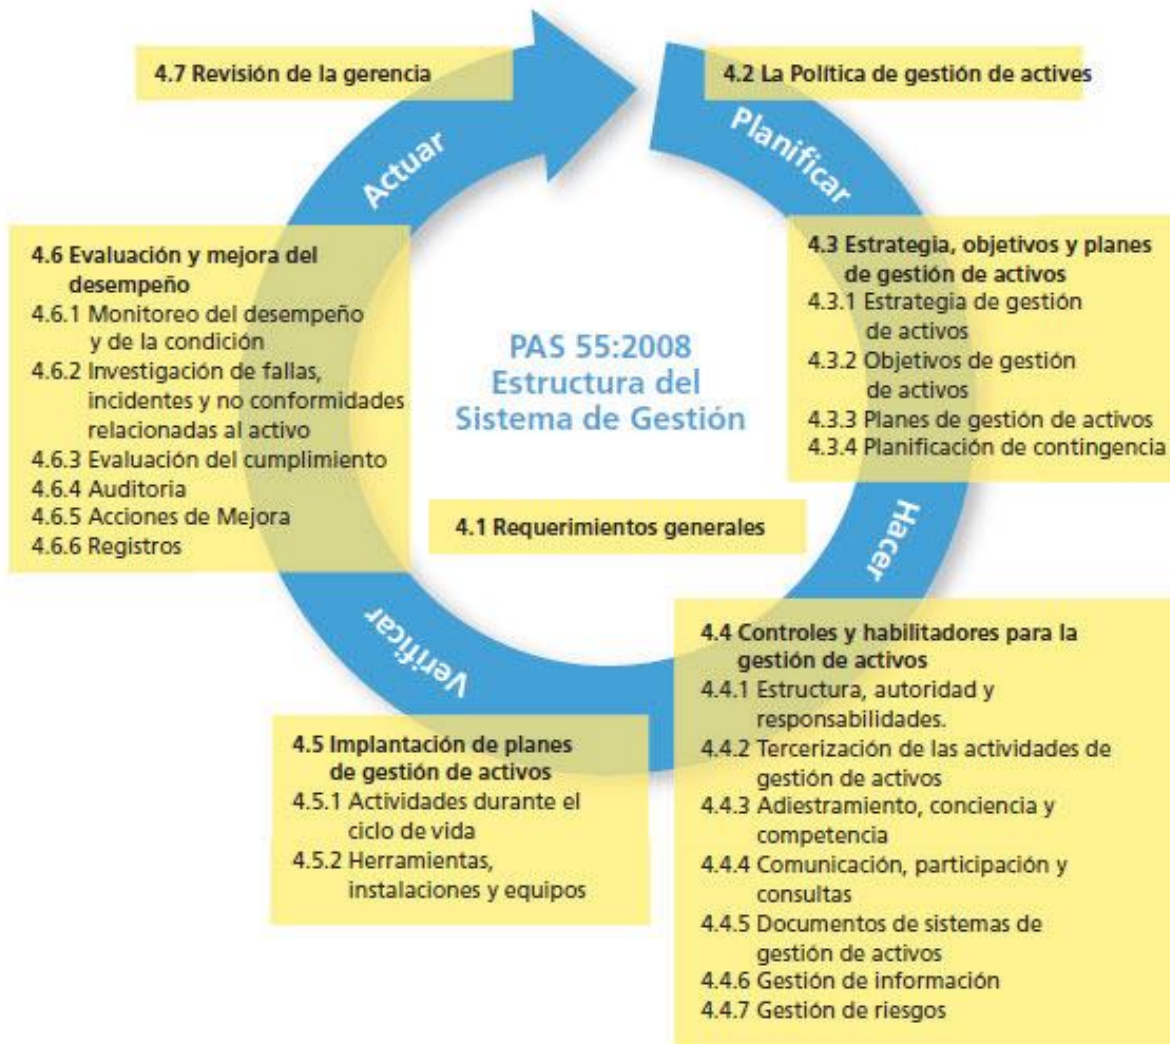 4.7 Revisión de la gerencia
4.2 La Política de gestión de actives
Actuar
Planificar
4.6 Evaluación y mejora del
desempeño
4.6.1 Monitoreo del desempeño
y de la condición
4.6.2 Investigación de fallas,
incidentes y no conformidades
relacionadas al activo
4.6.3 Evaluación del cumplimiento
4.6.4 Auditoria
4.6.5 Acciones de Mejora
4.6.6 Registros
PAS 55:2008
Estructura del
Sistema de Gestión
4.3 Estrategia, objetivos y planes
de gestión de activos
4.3.1 Estrategia de gestión
de activos
4.3.2 Objetivos de gestión
de activos
4.3.3 Planes de gestión de activos
4.3.4 Planificación de contingencia
4.1 Requerimientos generales
Hacer
Verificar
4.5 Implantación de planes
de gestión de activos
4.5.1 Actividades durante el
ciclo de vida
4.5.2 Herramientas,
instalaciones y equipos
4.4 Controles y habilitadores para la
gestión de activos
4.4.1 Estructura, autoridad y
responsabilidades.
4.4.2 Tercerización de las actividades de
gestión de activos
4.4.3 Adiestramiento, conciencia y
competencia
4.4.4 Comunicación, participación y
consultas
4.4.5 Documentos de sistemas de
gestión de activos
4.4.6 Gestión de información
4.4.7 Gestión de riesgos